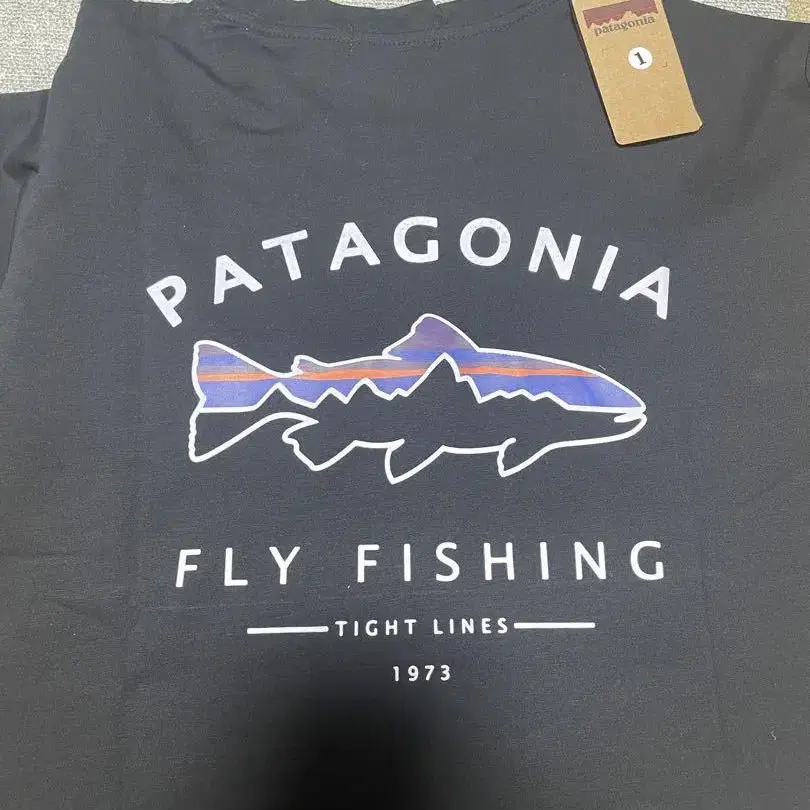 patagonia
1
PATAGONIA
FLY FISHING
TIGHT LINES
1973